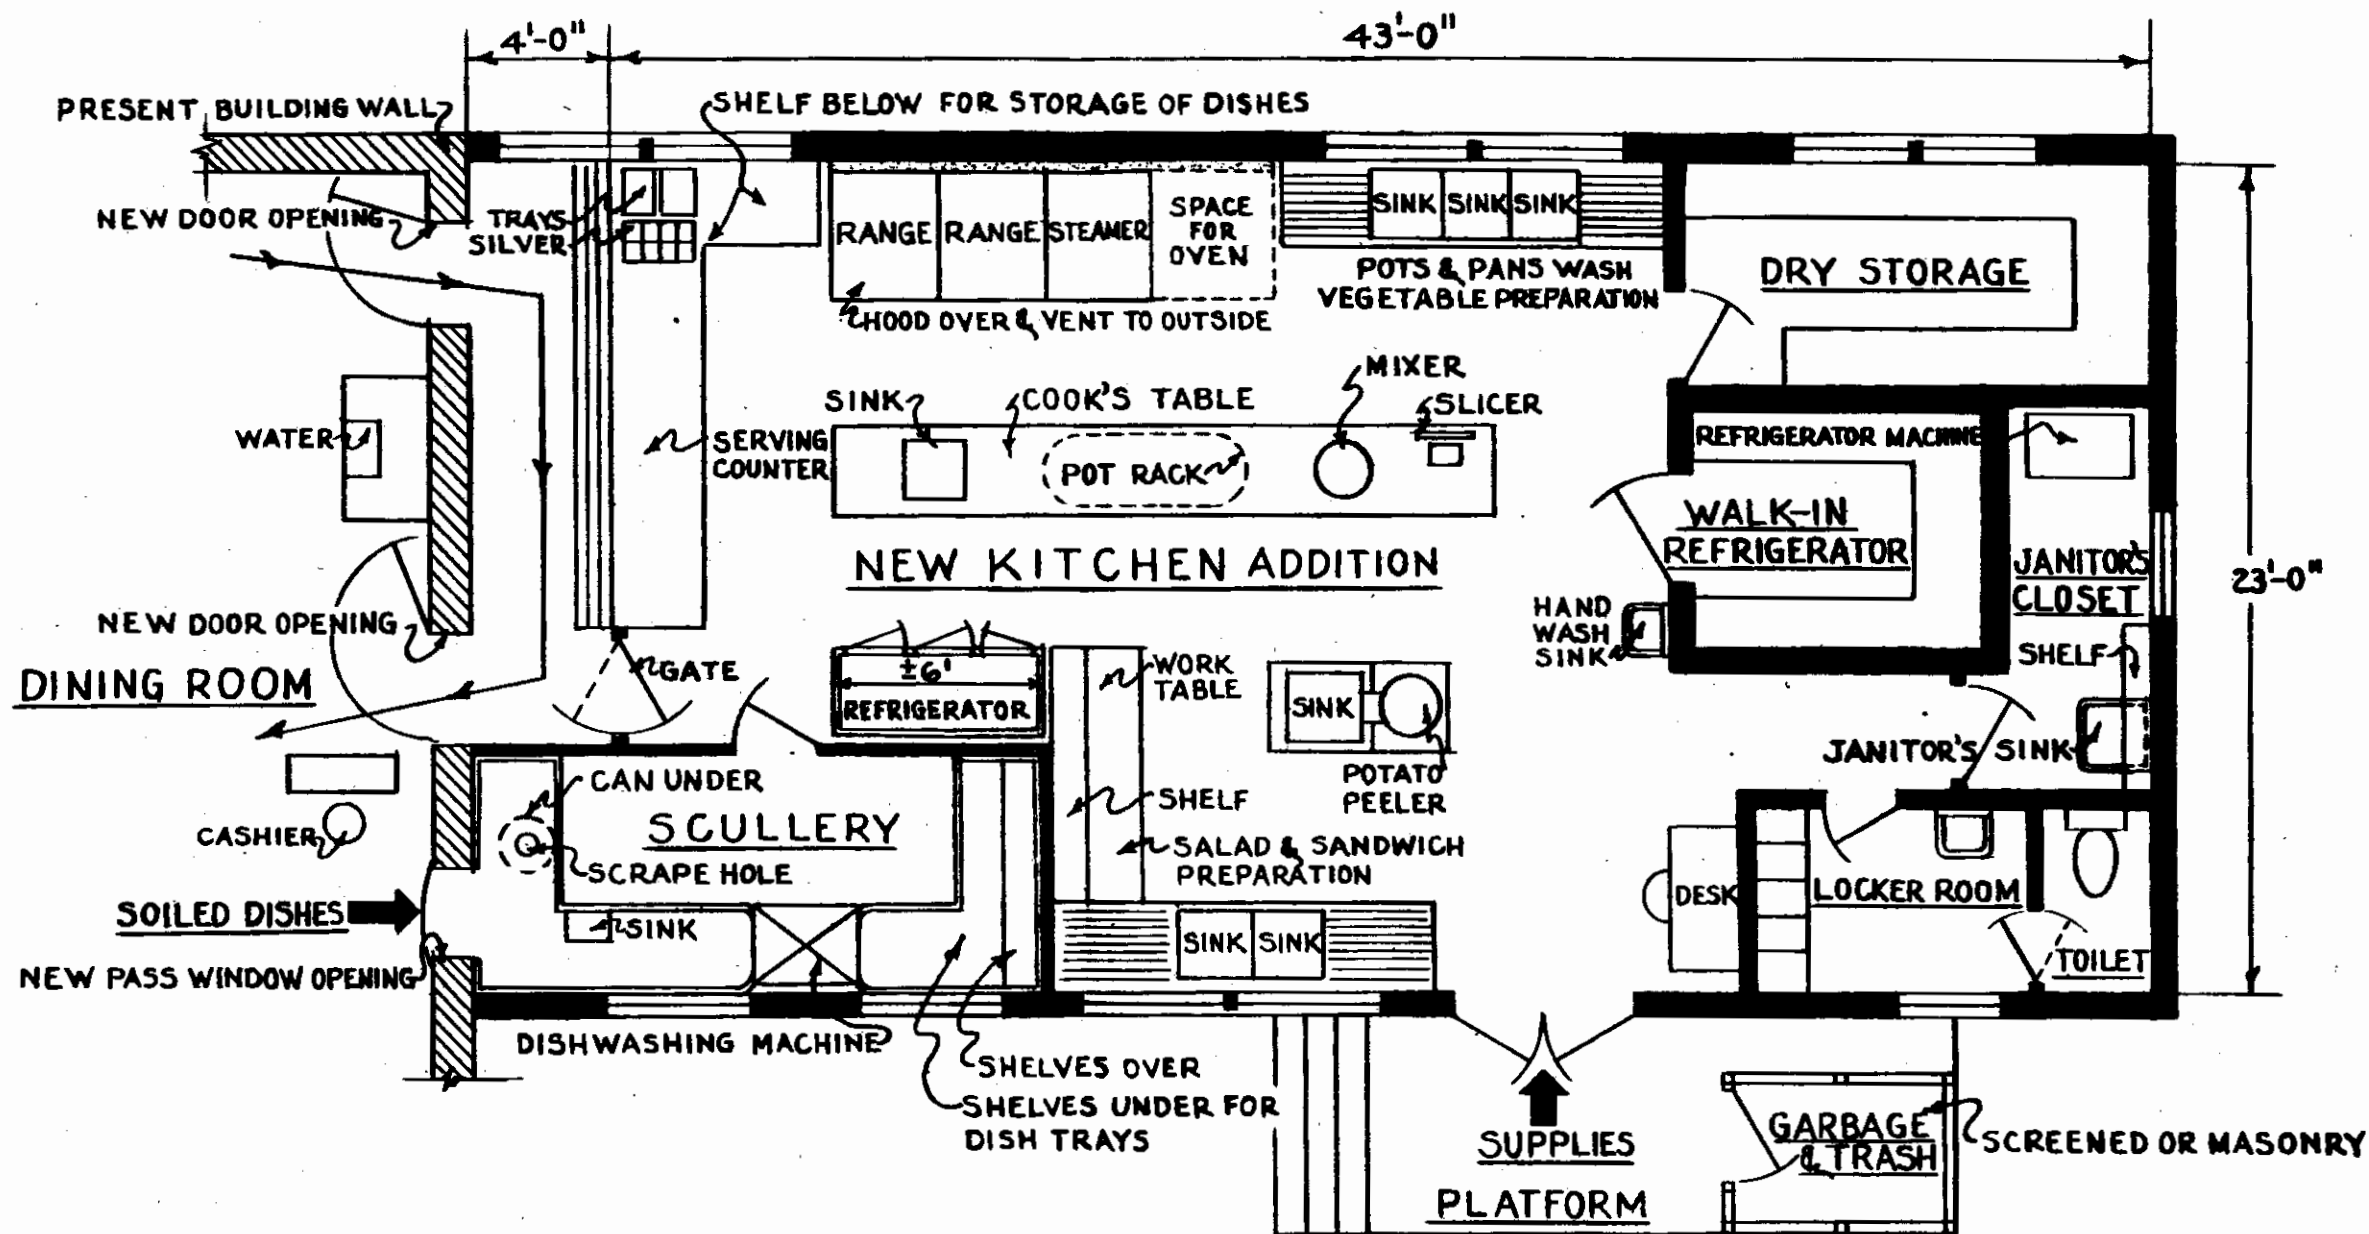 4'-0"
43'-0"
PRESENT BUILDING WALL
SHELF BELOW FOR STORAGE OF DISHES
NEW DOOR OPENING
TRAYS
SILVER
RANGE
RANGE
STEAMER
SPACE
FOR
OVEN
SINK
SINK
SINK
POTS & PANS WASH
VEGETABLE PREPARATION
DRY STORAGE
HOOD OVER & VENT TO OUTSIDE
MIXER
SINK
COOK'S TABLE
SLICER
WATER
SERVING
COUNTER
POT RACK
REFRIGERATOR MACHINE
WALK-IN
REFRIGERATOR
NEW KITCHEN ADDITION
JANITOR'S
CLOSET
23'-0"
HAND
WASH
SINK
NEW DOOR OPENING
DINING ROOM
GATE
±6'
REFRIGERATOR
WORK
TABLE
SINK
SHELF
JANITOR'S SINK
POTATO
PEELER
CAN UNDER
SHELF
SCULLERY
CASHIER
SCRAPE HOLE
SALAD & SANDWICH
PREPARATION
DESK
LOCKER ROOM
SOILED DISHES
SINK
SINK
SINK
TOILET
NEW PASS WINDOW OPENING
DISHWASHING MACHINE
SHELVES OVER
SHELVES UNDER FOR
DISH TRAYS
SUPPLIES
PLATFORM
GARBAGE
& TRASH
SCREENED OR MASONRY